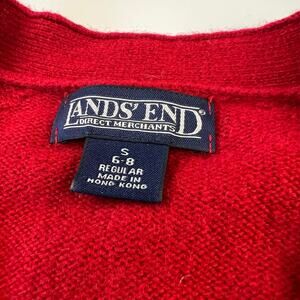 LANDS' END
DIRECT MERCHANTS
S
6-8
REGULAR
MADE IN
HONG KONG